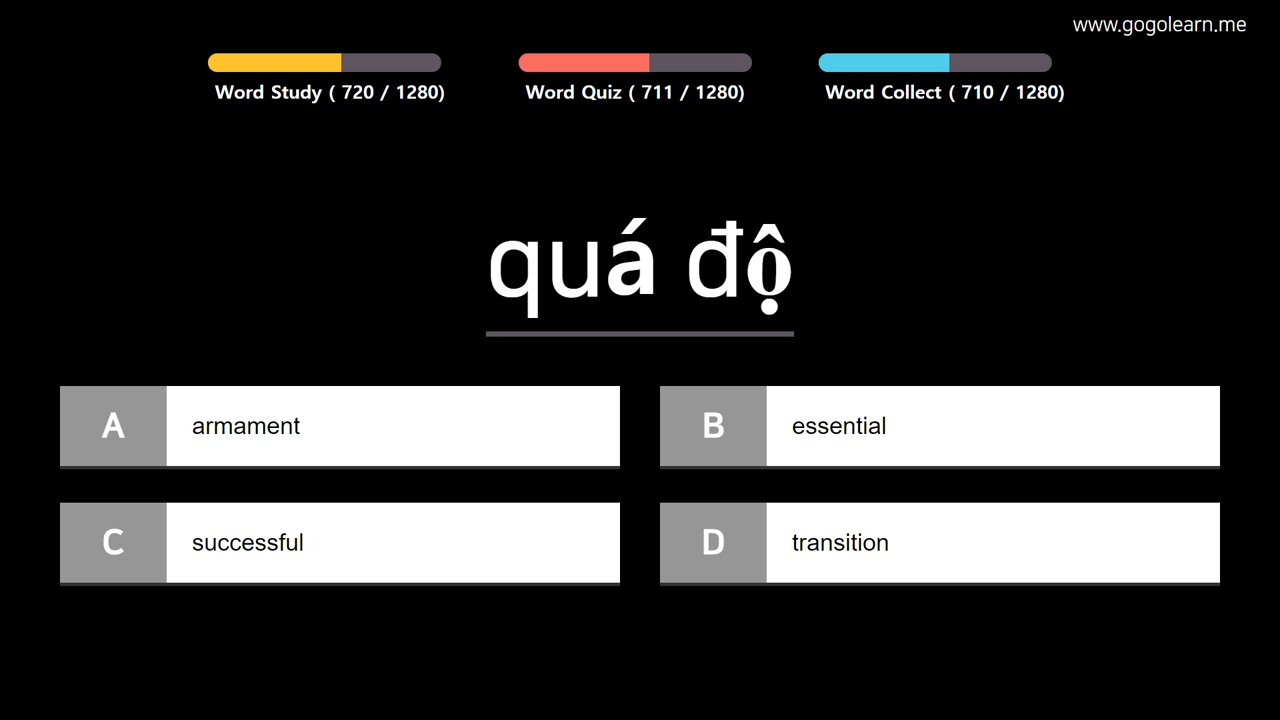 www.gogolearn.me
Word Study ( 720 / 1280)
Word Quiz ( 711 / 1280)
Word Collect ( 710 / 1280)
quá độ
A armament
B essential
C successful
D transition